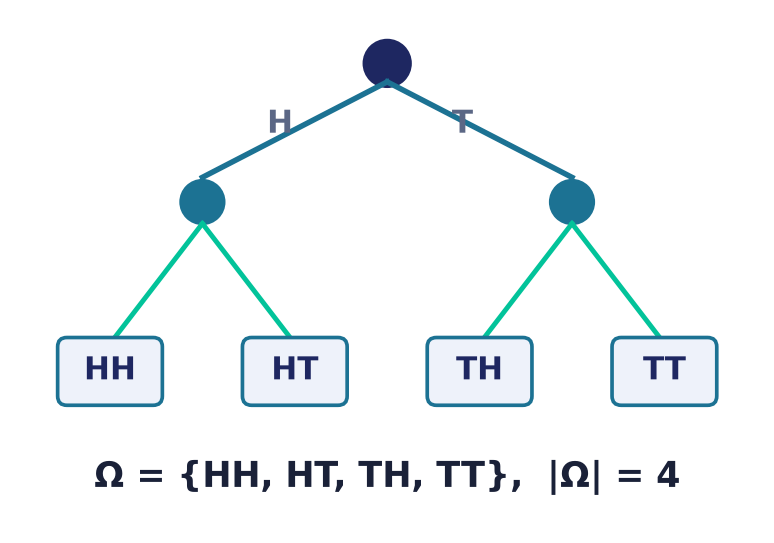 H T
HH HT TH TT
Ω = {HH, HT, TH, TT}, |Ω| = 4